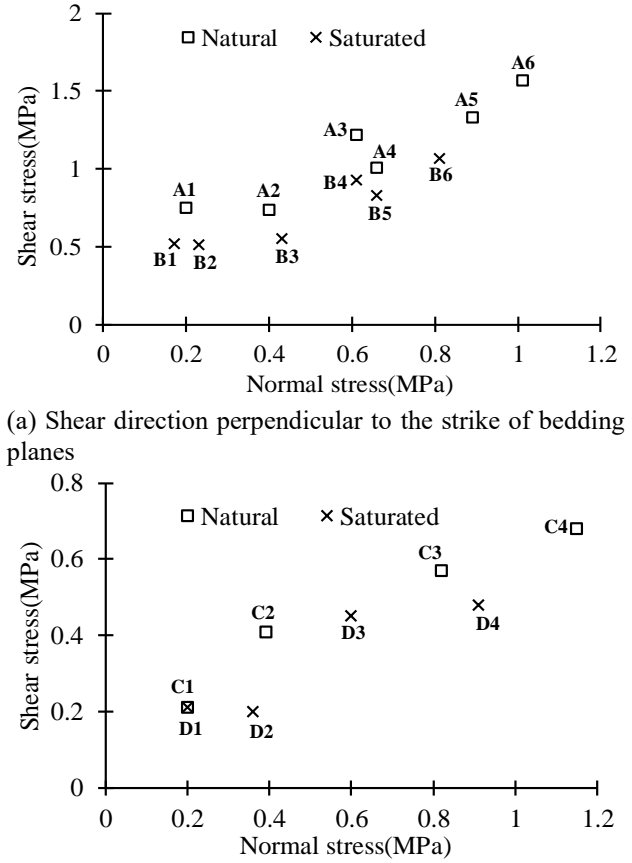 2
Natural
Saturated
A6
1.5
A5
A3
A4
1
B4
B6
A1
A2
B5
0.5
B1
B2
B3
0
0
0.2
0.4
0.6
0.8
1
1.2
Shear stress(MPa)
Normal stress(MPa)
(a) Shear direction perpendicular to the strike of bedding
planes
0.8
Natural
Saturated
C4
C3
0.6
C2
D3
D4
0.4
C1
0.2
D1
D2
0
0
0.2
0.4
0.6
0.8
1
1.2
Shear stress(MPa)
Normal stress(MPa)